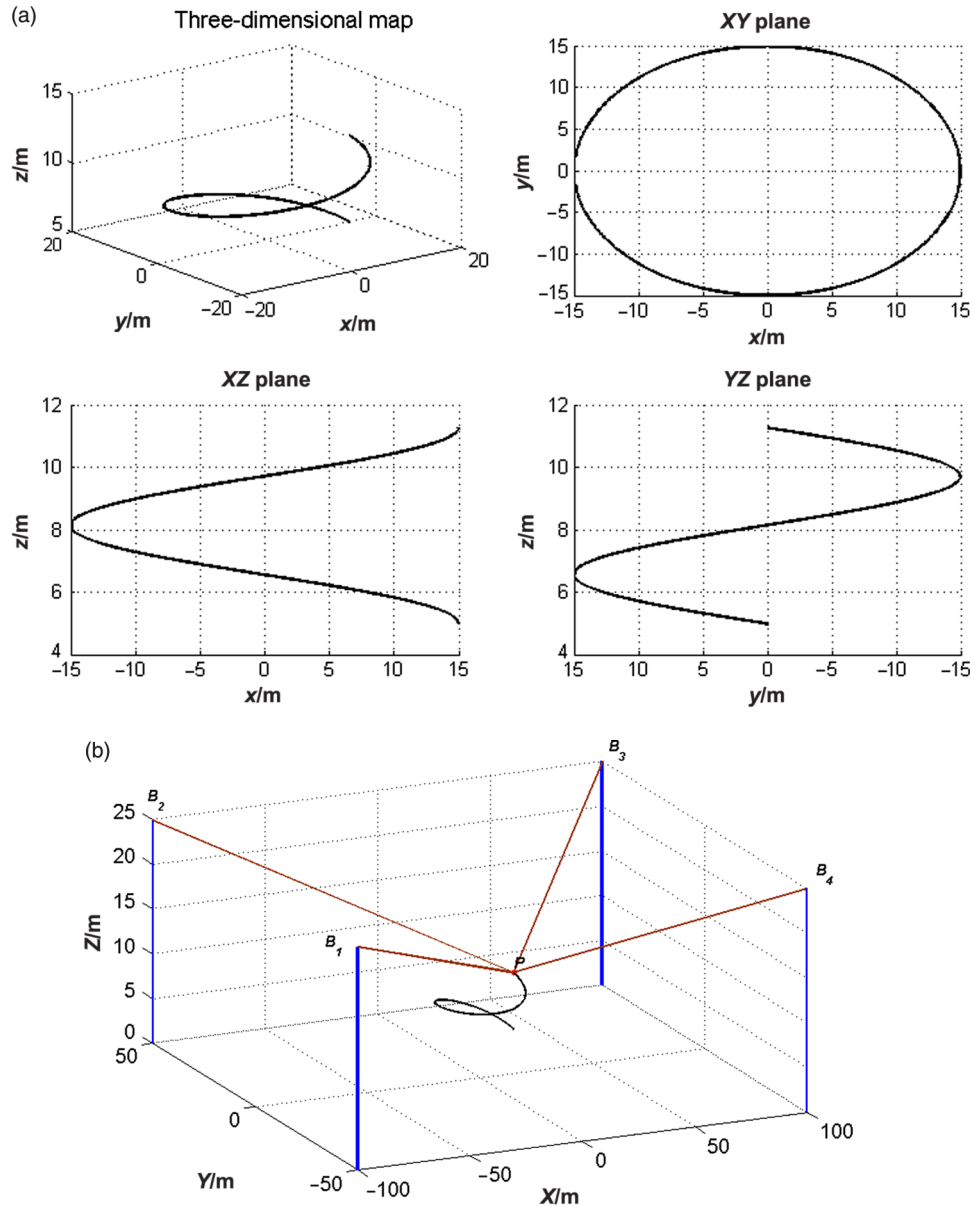 (a)
Three-dimensional map
15
10
5
z/m
20
0
−20
y/m
−20
0
20
x/m
XY plane
15
10
5
0
−5
−10
−15
y/m
−15
−10
−5
0
5
10
15
x/m
XZ plane
12
10
8
6
4
z/m
−15
−10
−5
0
5
10
15
x/m
YZ plane
12
10
8
6
4
z/m
15
10
5
0
-5
-10
−15
y/m
(b)
B3
B2
B4
B1
P
25
20
15
10
5
0
Z/m
50
0
−50
Y/m
−100
−50
0
50
100
X/m